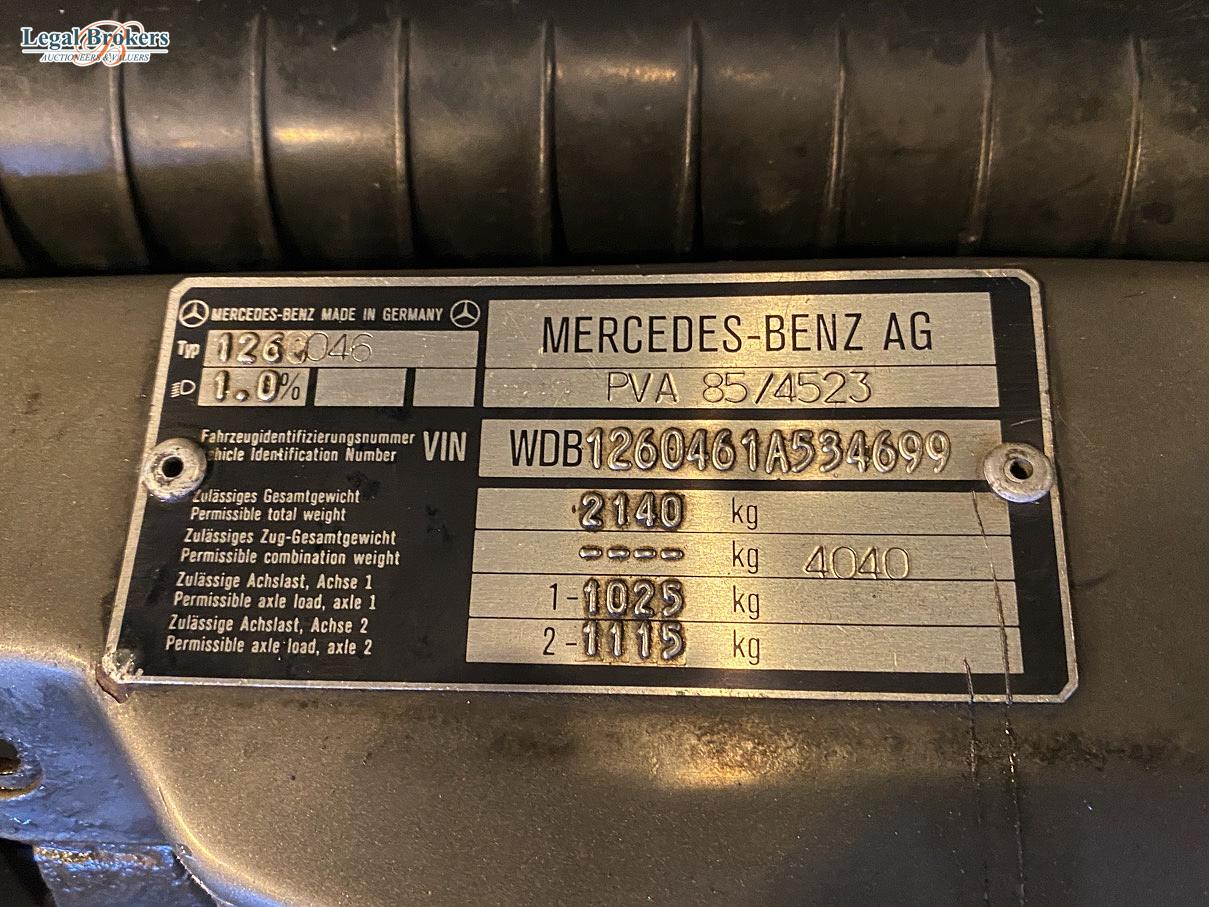 Legal Brokers
AUCTIONEERS & VALUERS
MERCEDES-BENZ MADE IN GERMANY
MERCEDES-BENZ AG
Typ 126 046
1.0%
PVA 85/4523
Fahrzeugidentifizierungsnummer
ehicle Identification Number
VIN WDB1260461A534699
Zulässiges Gesamtgewicht
Permissible total weight
2140 kg
Zulässiges Zug-Gesamtgewicht
Permissible combination weight
---- kg 4040
Zulässige Achslast, Achse 1
Permissible axle load, axle 1
1-1025 kg
Zulässige Achslast, Achse 2
Permissible axle load, axle 2
2-1115 kg